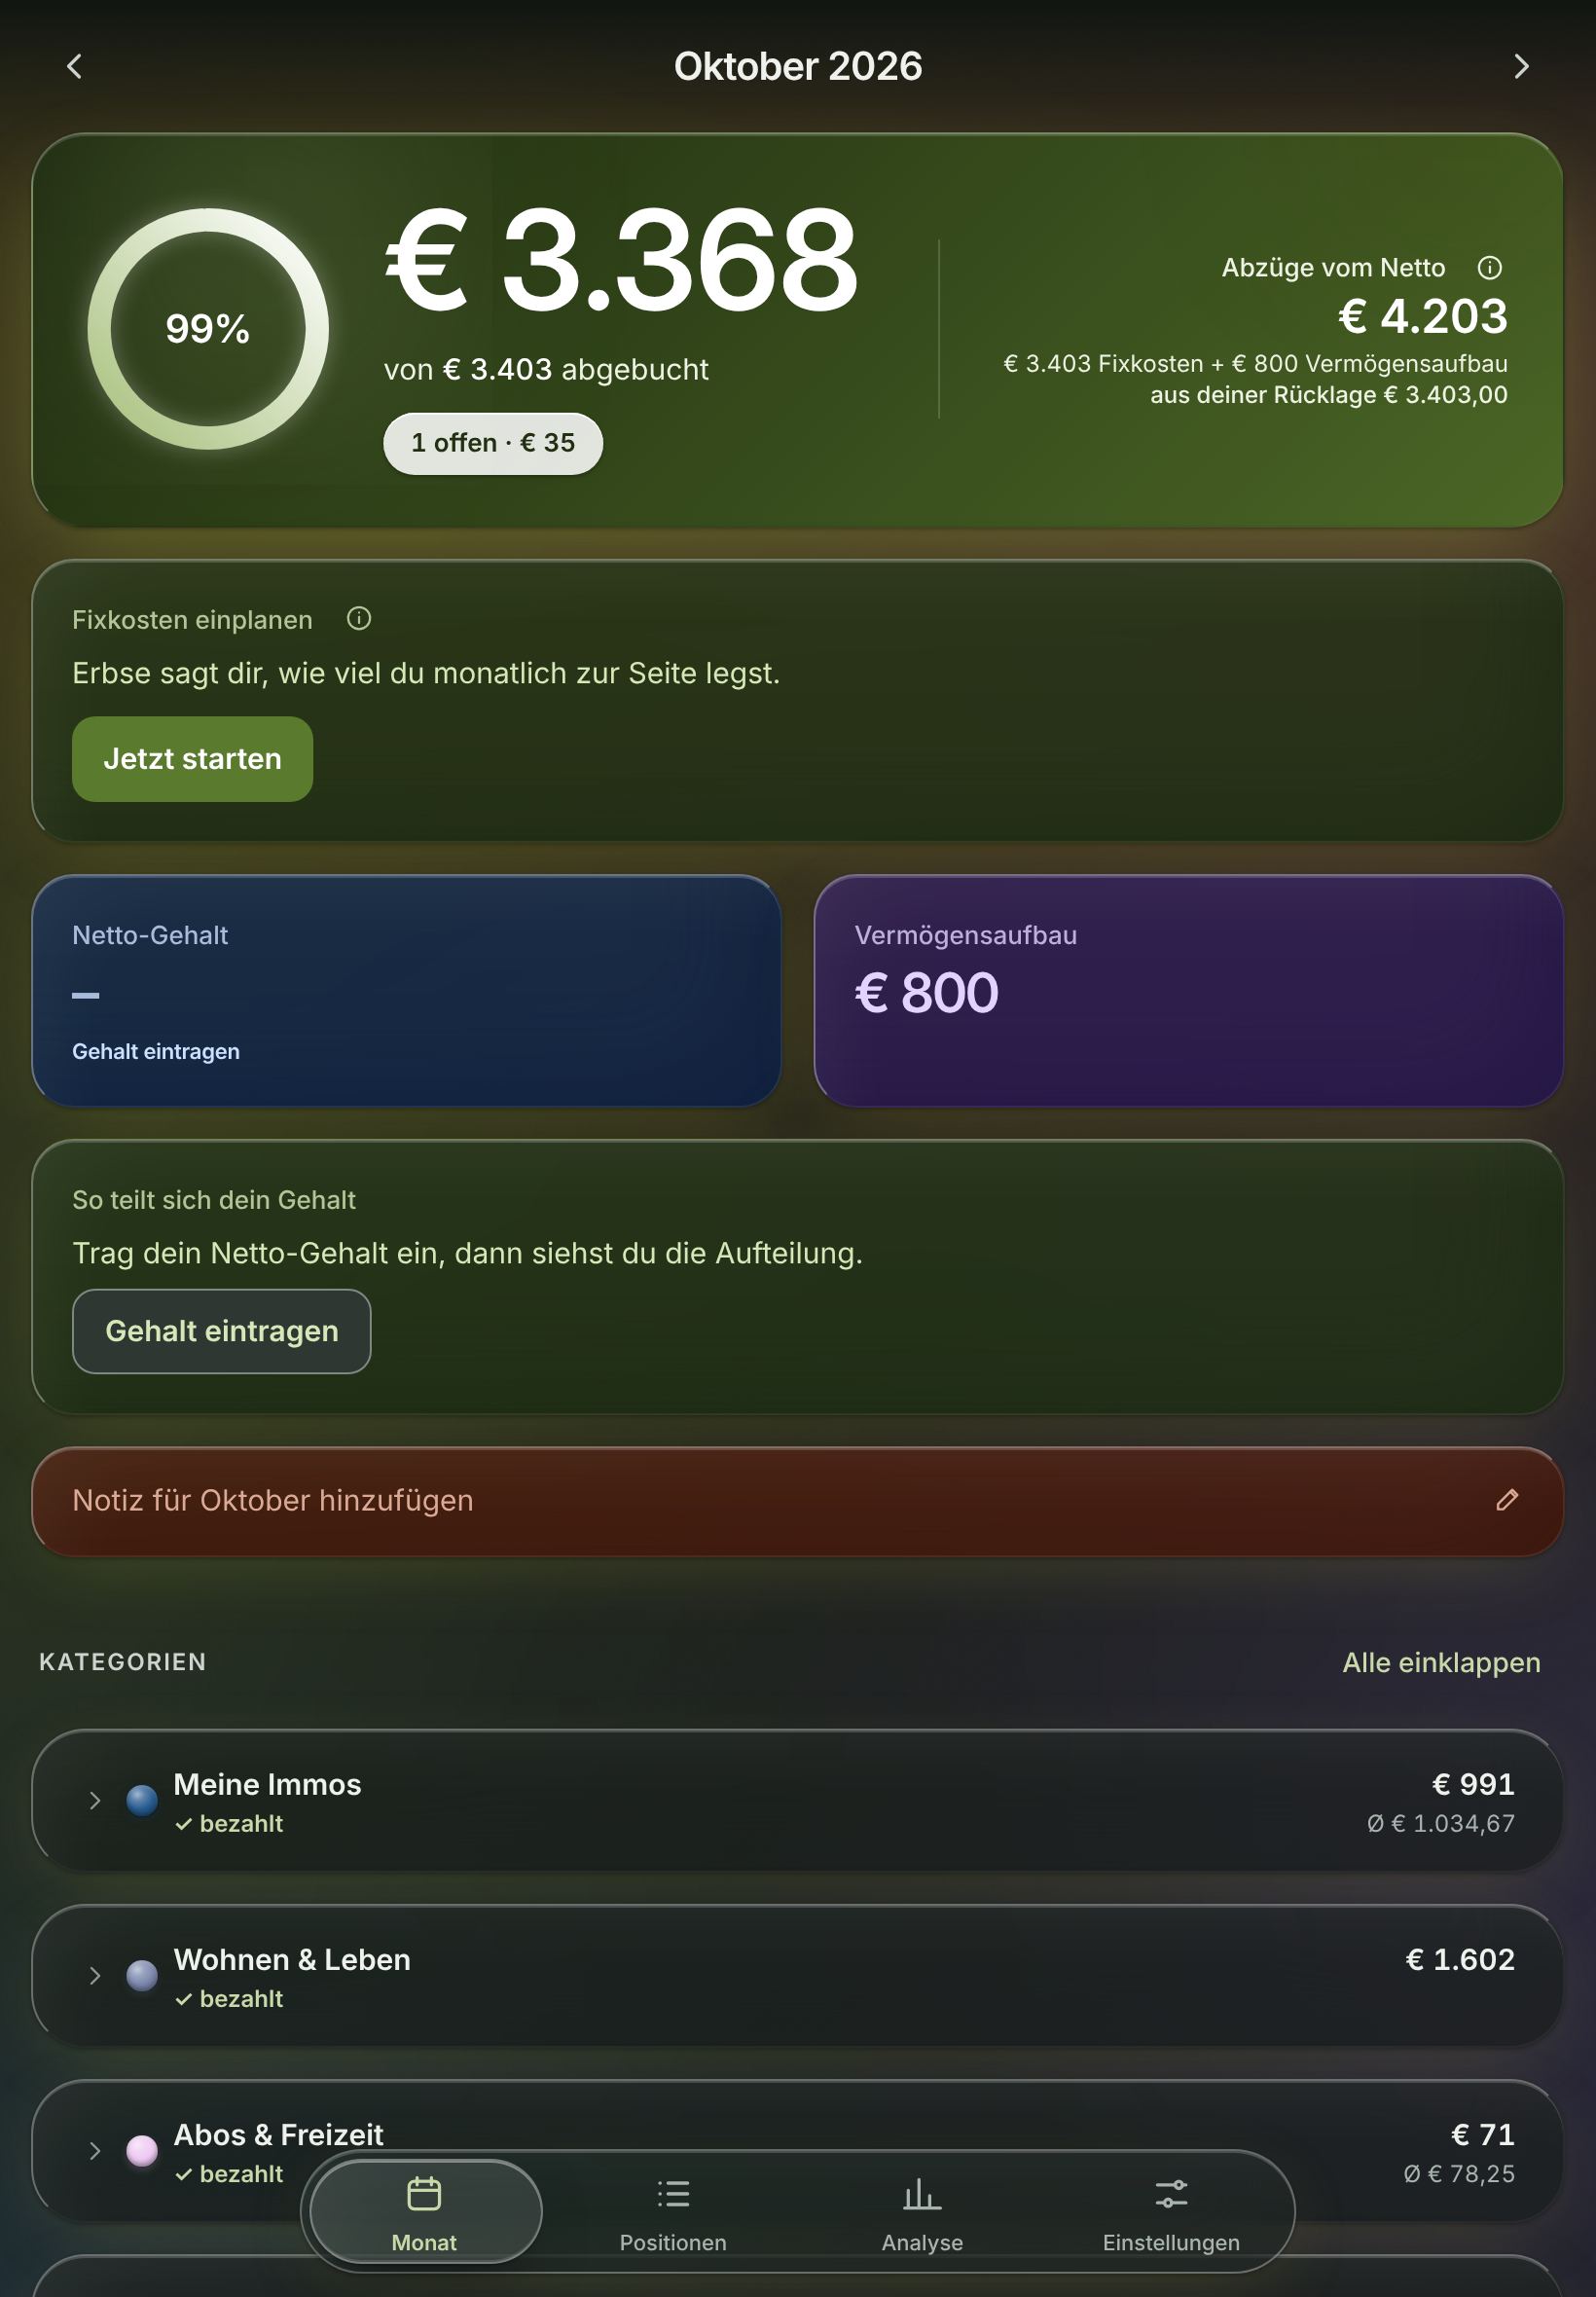 Oktober 2026
99%
€ 3.368
von € 3.403 abgebucht
1 offen · € 35
Abzüge vom Netto
€ 4.203
€ 3.403 Fixkosten + € 800 Vermögensaufbau
aus deiner Rücklage € 3.403,00
Fixkosten einplanen
Erbse sagt dir, wie viel du monatlich zur Seite legst.
Jetzt starten
Netto-Gehalt
–
Gehalt eintragen
Vermögensaufbau
€ 800
So teilt sich dein Gehalt
Trag dein Netto-Gehalt ein, dann siehst du die Aufteilung.
Gehalt eintragen
Notiz für Oktober hinzufügen
KATEGORIEN
Alle einklappen
Meine Immos
€ 991
✓ bezahlt
Ø € 1.034,67
Wohnen & Leben
€ 1.602
✓ bezahlt
Abos & Freizeit
€ 71
✓ bezahlt
Ø € 78,25
Monat
Positionen
Analyse
Einstellungen